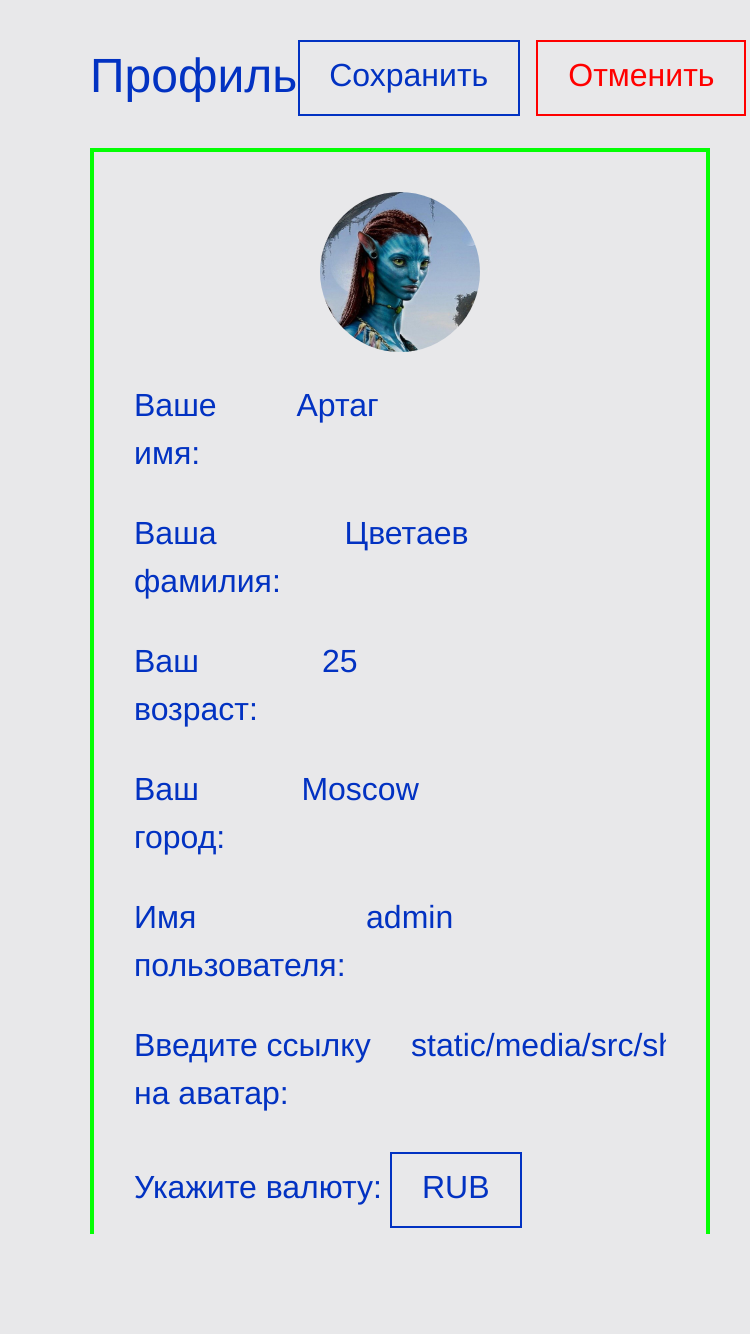 Профиль Сохранить Отменить
Ваше Артаг
имя:
Ваша Цветаев
фамилия:
Ваш 25
возраст:
Ваш Moscow
город:
Имя admin
пользователя:
Введите ссылку static/media/src/sh
на аватар:
Укажите валюту: RUB